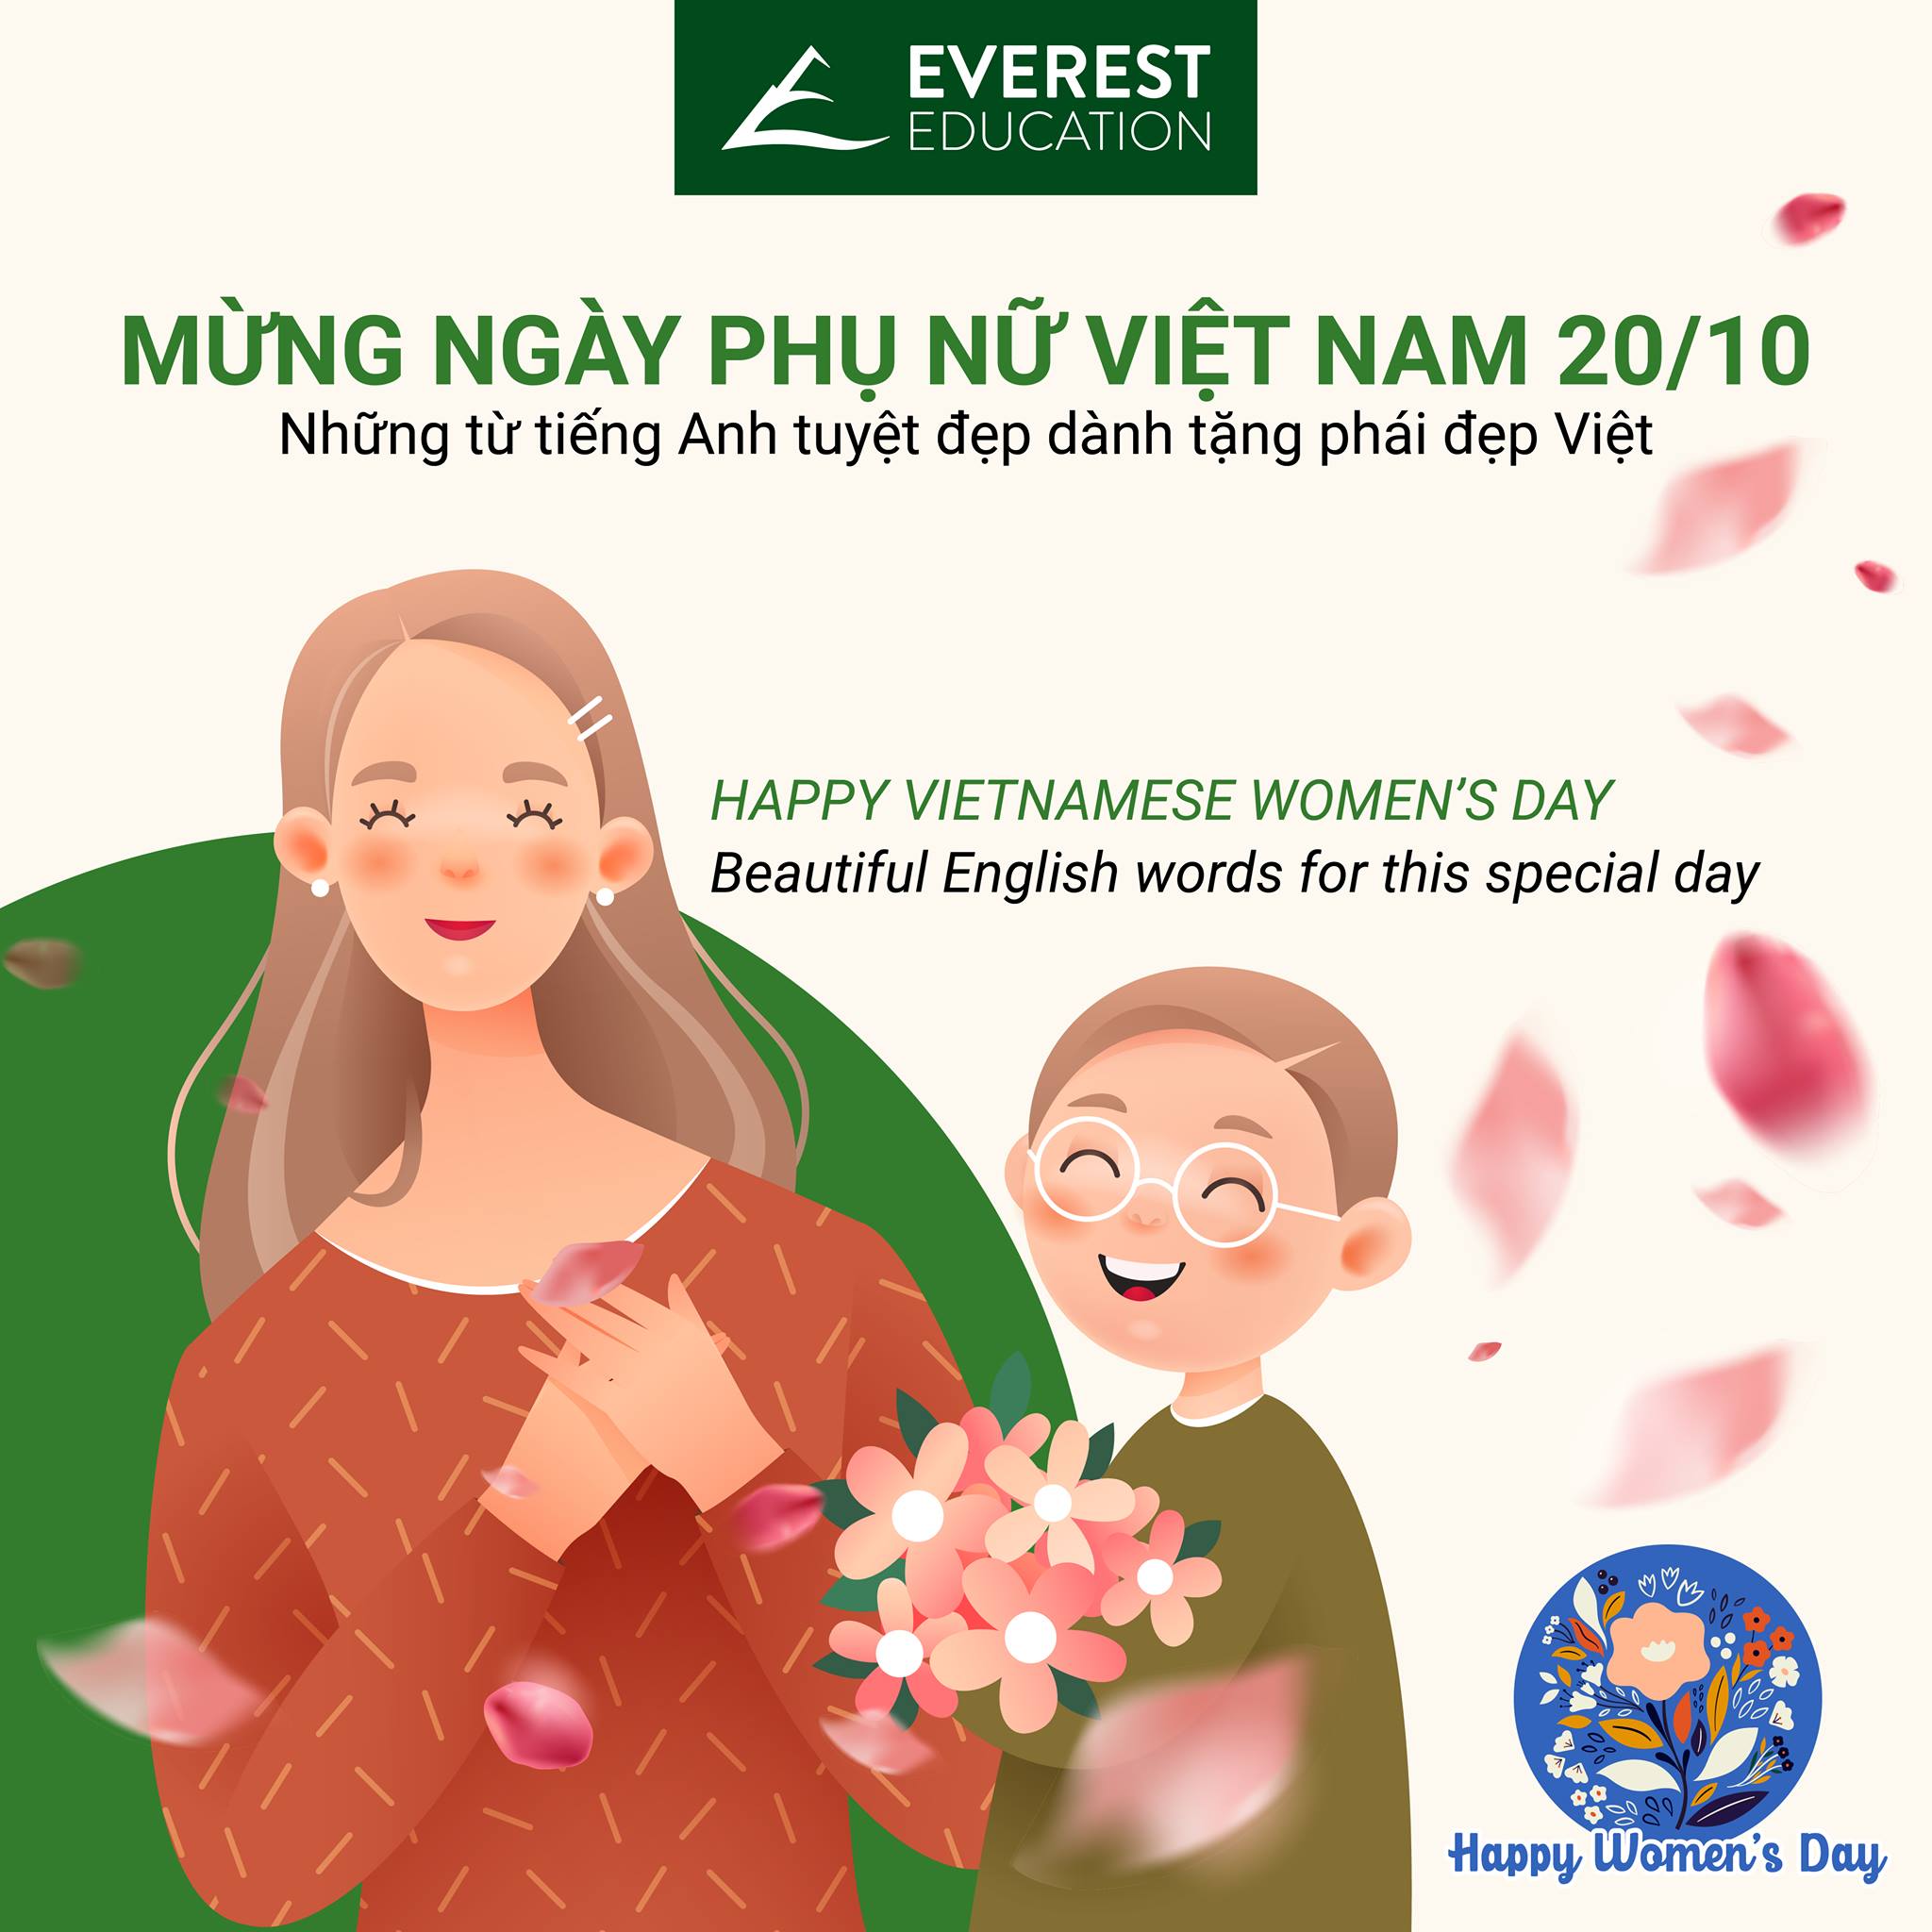 EVEREST
EDUCATION
MỪNG NGÀY PHỤ NỮ VIỆT NAM 20/10
Những từ tiếng Anh tuyệt đẹp dành tặng phái đẹp Việt
HAPPY VIETNAMESE WOMEN’S DAY
Beautiful English words for this special day
Happy Women's Day